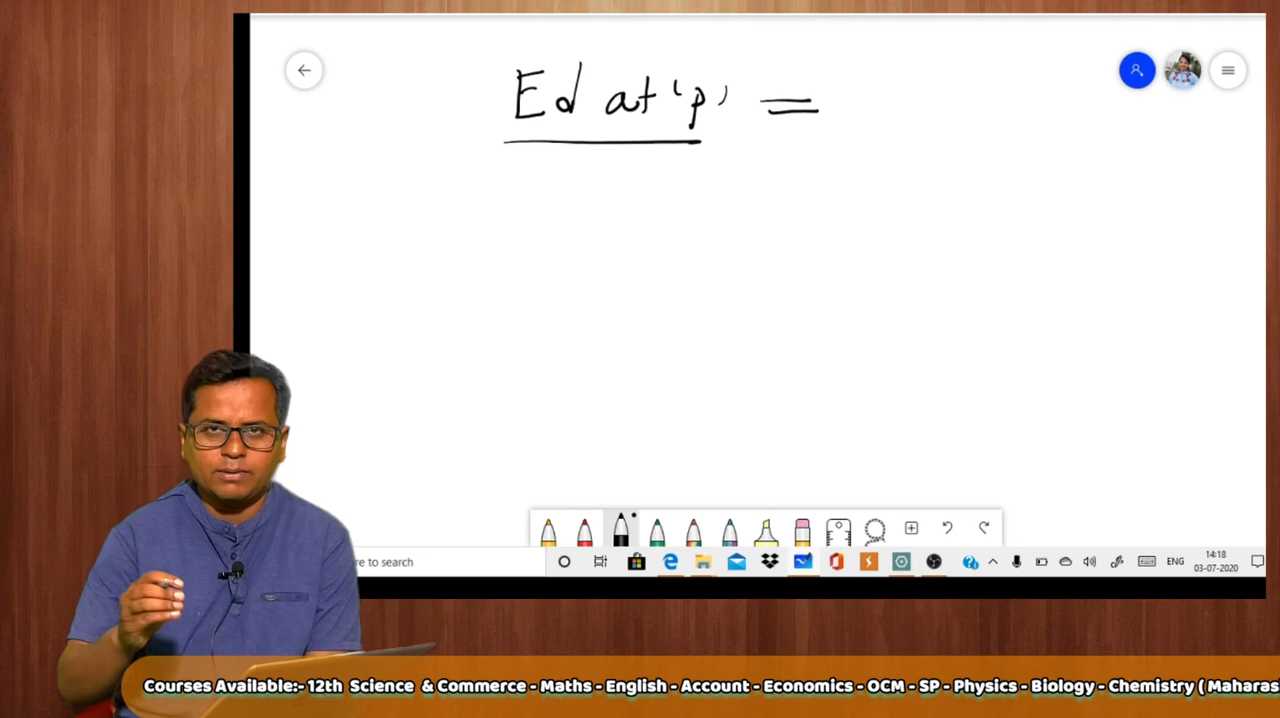 Ed at 'p' =
re to search
ENG
14:18
03-07-2020
Courses Available:- 12th Science & Commerce - Maths - English - Account - Economics - OCM - SP - Physics - Biology - Chemistry ( Maharas